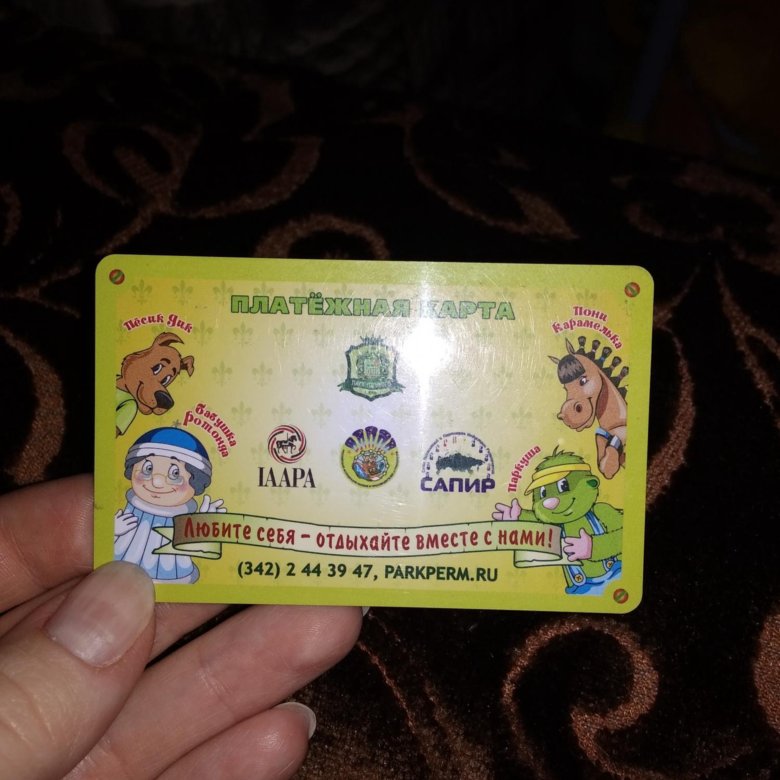 ПЛАТЁЖНАЯ КАРТА
Пёсик Дик
Пони
Карамелька
Бабушка
Ротонда
Паркуша
IAAPA
САПИР
Любите себя – отдыхайте вместе с нами!
(342) 2 44 39 47, PARKPERM.RU